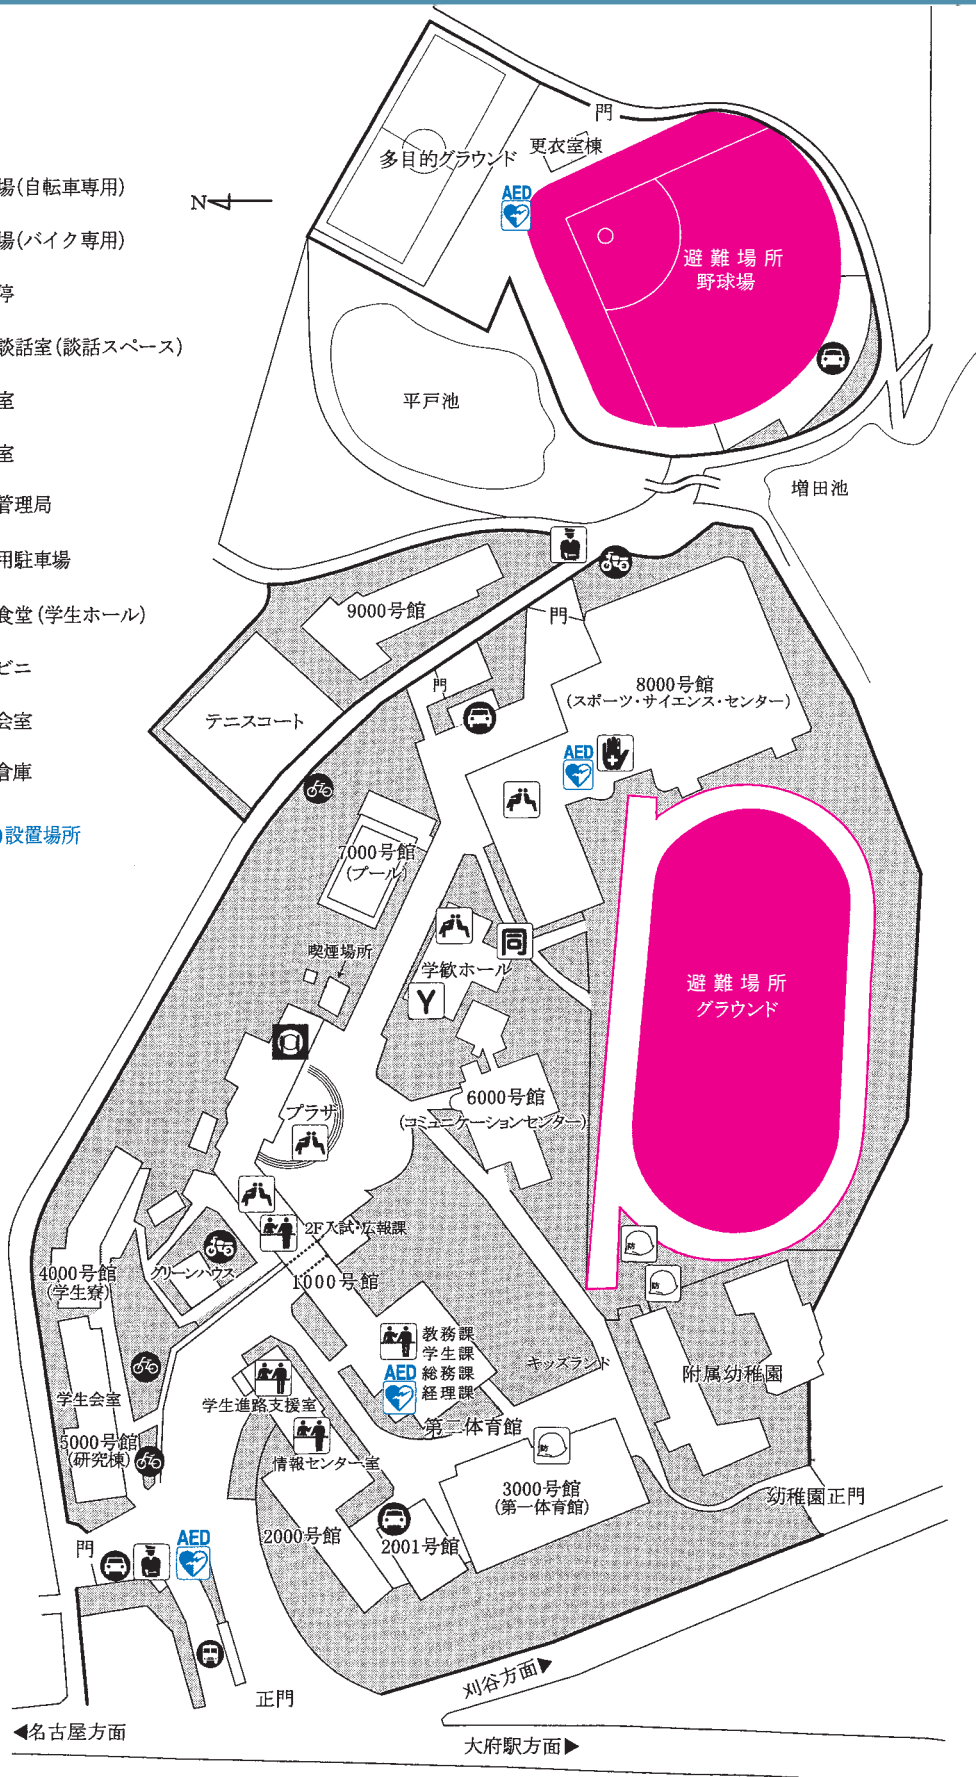 場(自転車専用)
場(バイク専用)
停
談話室(談話スペース)
室
室
管理局
用駐車場
食堂(学生ホール)
ビニ
会室
倉庫
)設置場所
N
門
多目的グラウンド
更衣室棟
AED
避難場所
野球場
平戸池
増田池
9000号館
門
門
8000号館
(スポーツ・サイエンス・センター)
テニスコート
AED
7000号館
(プール)
喫煙場所
同
学歓ホール
Y
避難場所
グラウンド
プラザ
6000号館
(コミュニケーションセンター)
2F入試・広報課
グリーンハウス
1000号館
4000号館
(学生寮)
防
防
教務課
学生課
AED
総務課
経理課
キッズランド
附属幼稚園
学生会室
学生進路支援室
第二体育館
5000号館
(研究棟)
情報センター室
防
3000号館
(第一体育館)
幼稚園正門
2000号館
2001号館
門
AED
正門
刈谷方面▶
◀名古屋方面
大府駅方面▶